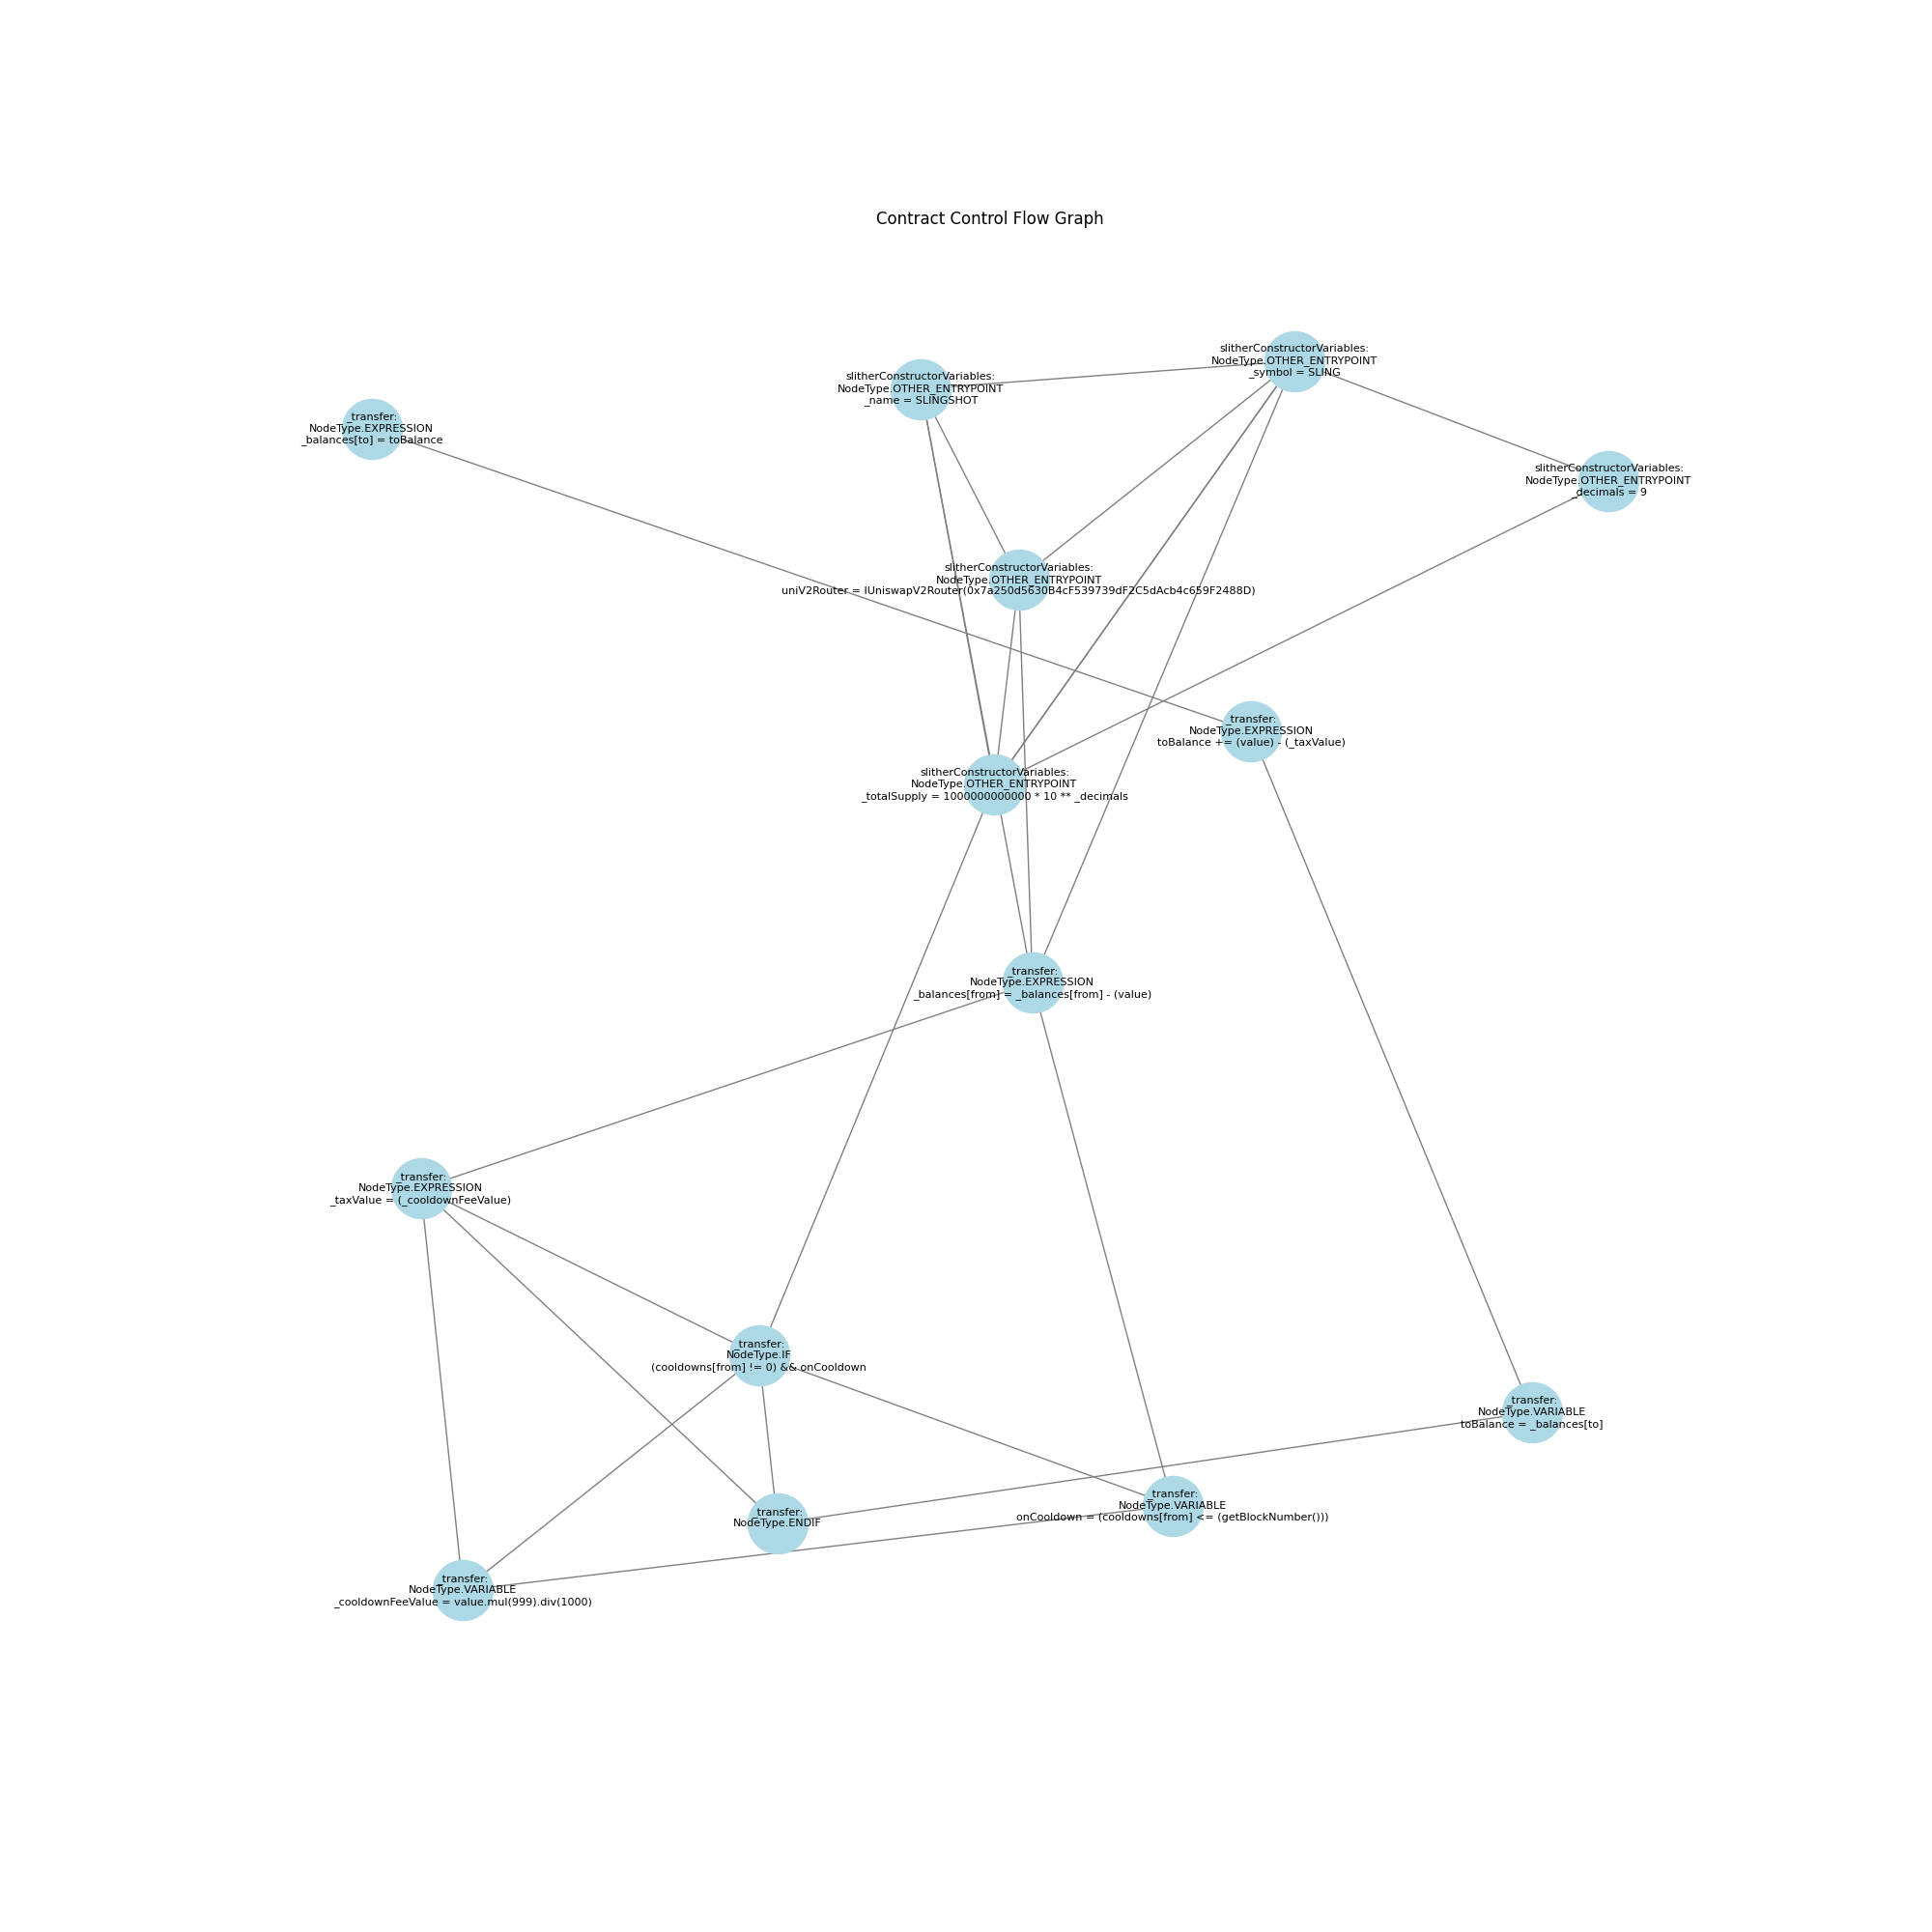 Contract Control Flow Graph
slitherConstructorVariables:
NodeType.OTHER_ENTRYPOINT
_symbol = SLING
slitherConstructorVariables:
NodeType.OTHER_ENTRYPOINT
_name = SLINGSHOT
_transfer:
NodeType.EXPRESSION
_balances[to] = toBalance
slitherConstructorVariables:
NodeType.OTHER_ENTRYPOINT
_decimals = 9
slitherConstructorVariables:
NodeType.OTHER_ENTRYPOINT
uniV2Router = IUniswapV2Router(0x7a250d5630B4cF539739dF2C5dAcb4c659F2488D)
_transfer:
NodeType.EXPRESSION
toBalance += (value) - (_taxValue)
slitherConstructorVariables:
NodeType.OTHER_ENTRYPOINT
_totalSupply = 1000000000000 * 10 ** _decimals
_transfer:
NodeType.EXPRESSION
_balances[from] = _balances[from] - (value)
_transfer:
NodeType.EXPRESSION
_taxValue = (_cooldownFeeValue)
_transfer:
NodeType.IF
(cooldowns[from] != 0) && onCooldown
_transfer:
NodeType.VARIABLE
toBalance = _balances[to]
_transfer:
NodeType.VARIABLE
onCooldown = (cooldowns[from] <= (getBlockNumber()))
_transfer:
NodeType.ENDIF
_transfer:
NodeType.VARIABLE
_cooldownFeeValue = value.mul(999).div(1000)